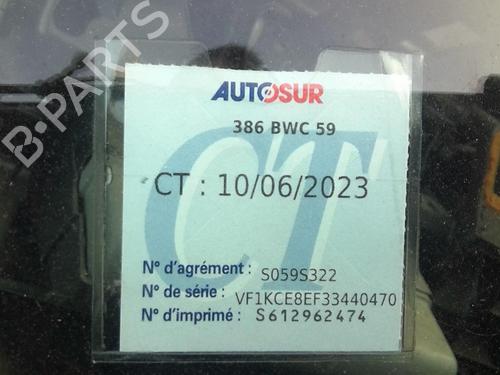 B-PARTS
AUTOSUR
386 BWC 59
CT
CT : 10/06/2023
N° d'agrément : S059S322
N° de série : VF1KCE8EF33440470
N° d'imprimé : S612962474